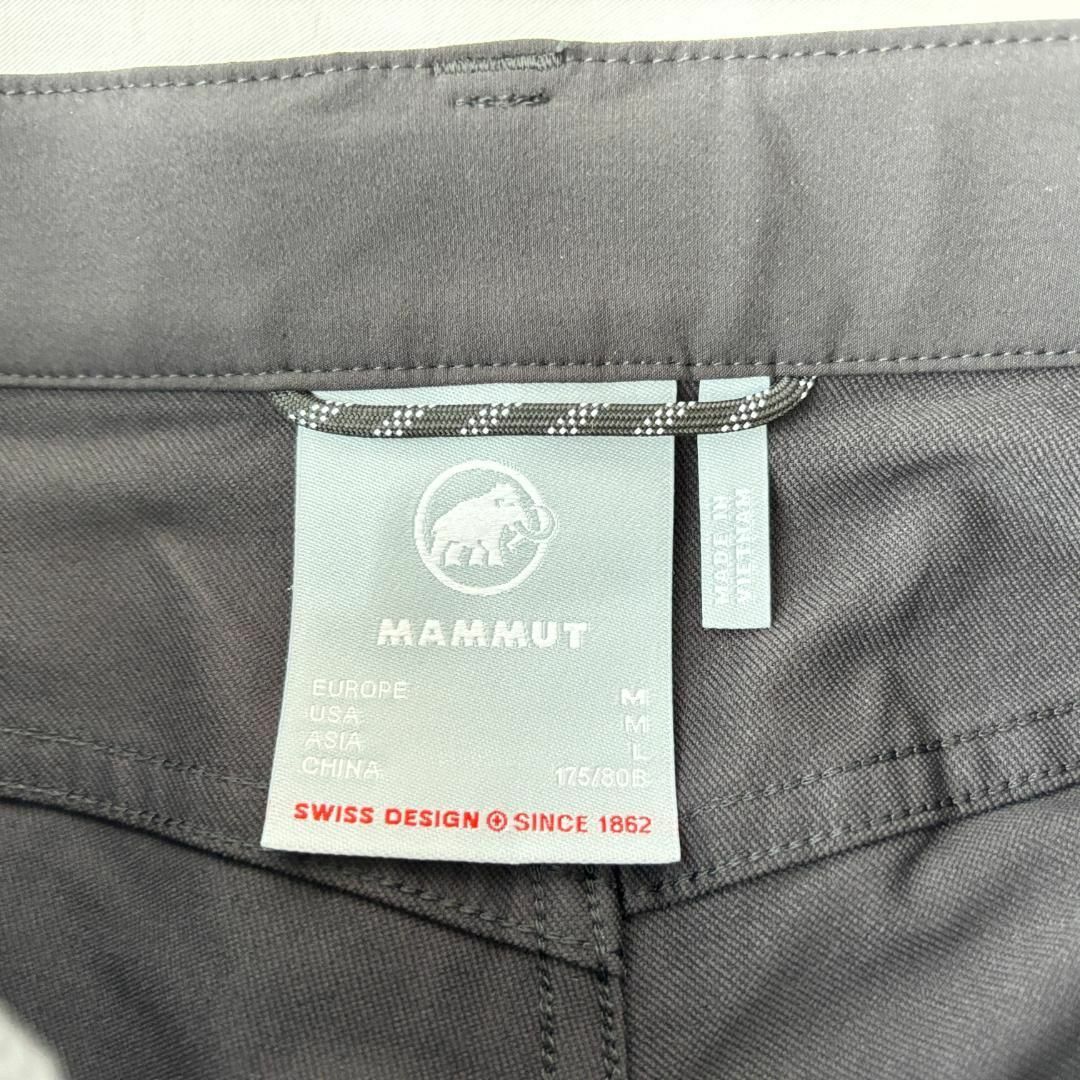 MAMMUT
EUROPE M
USA M
ASIA L
CHINA 175/80B
SWISS DESIGN SINCE 1862
MADE IN
VIETNAM